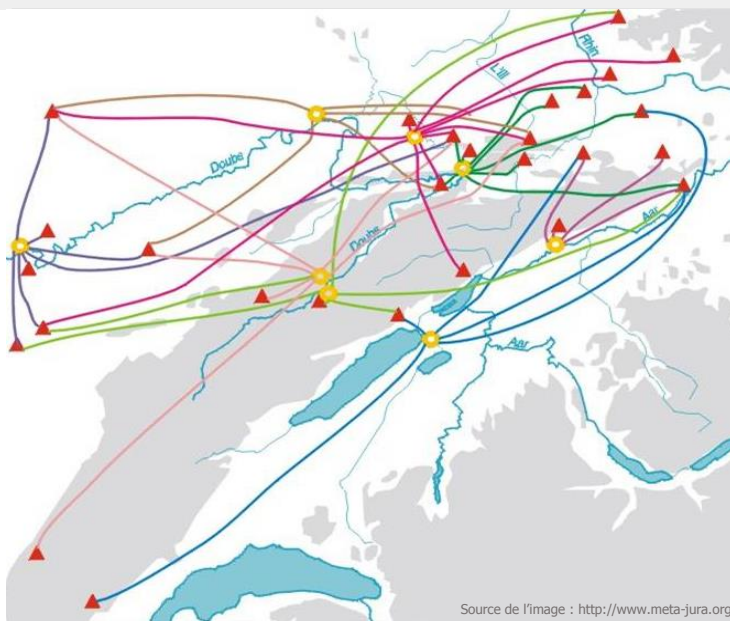 Rhin
L'Ill
Doubs
Doubs
Aar
Aar
Source de l'image : http://www.meta-jura.org